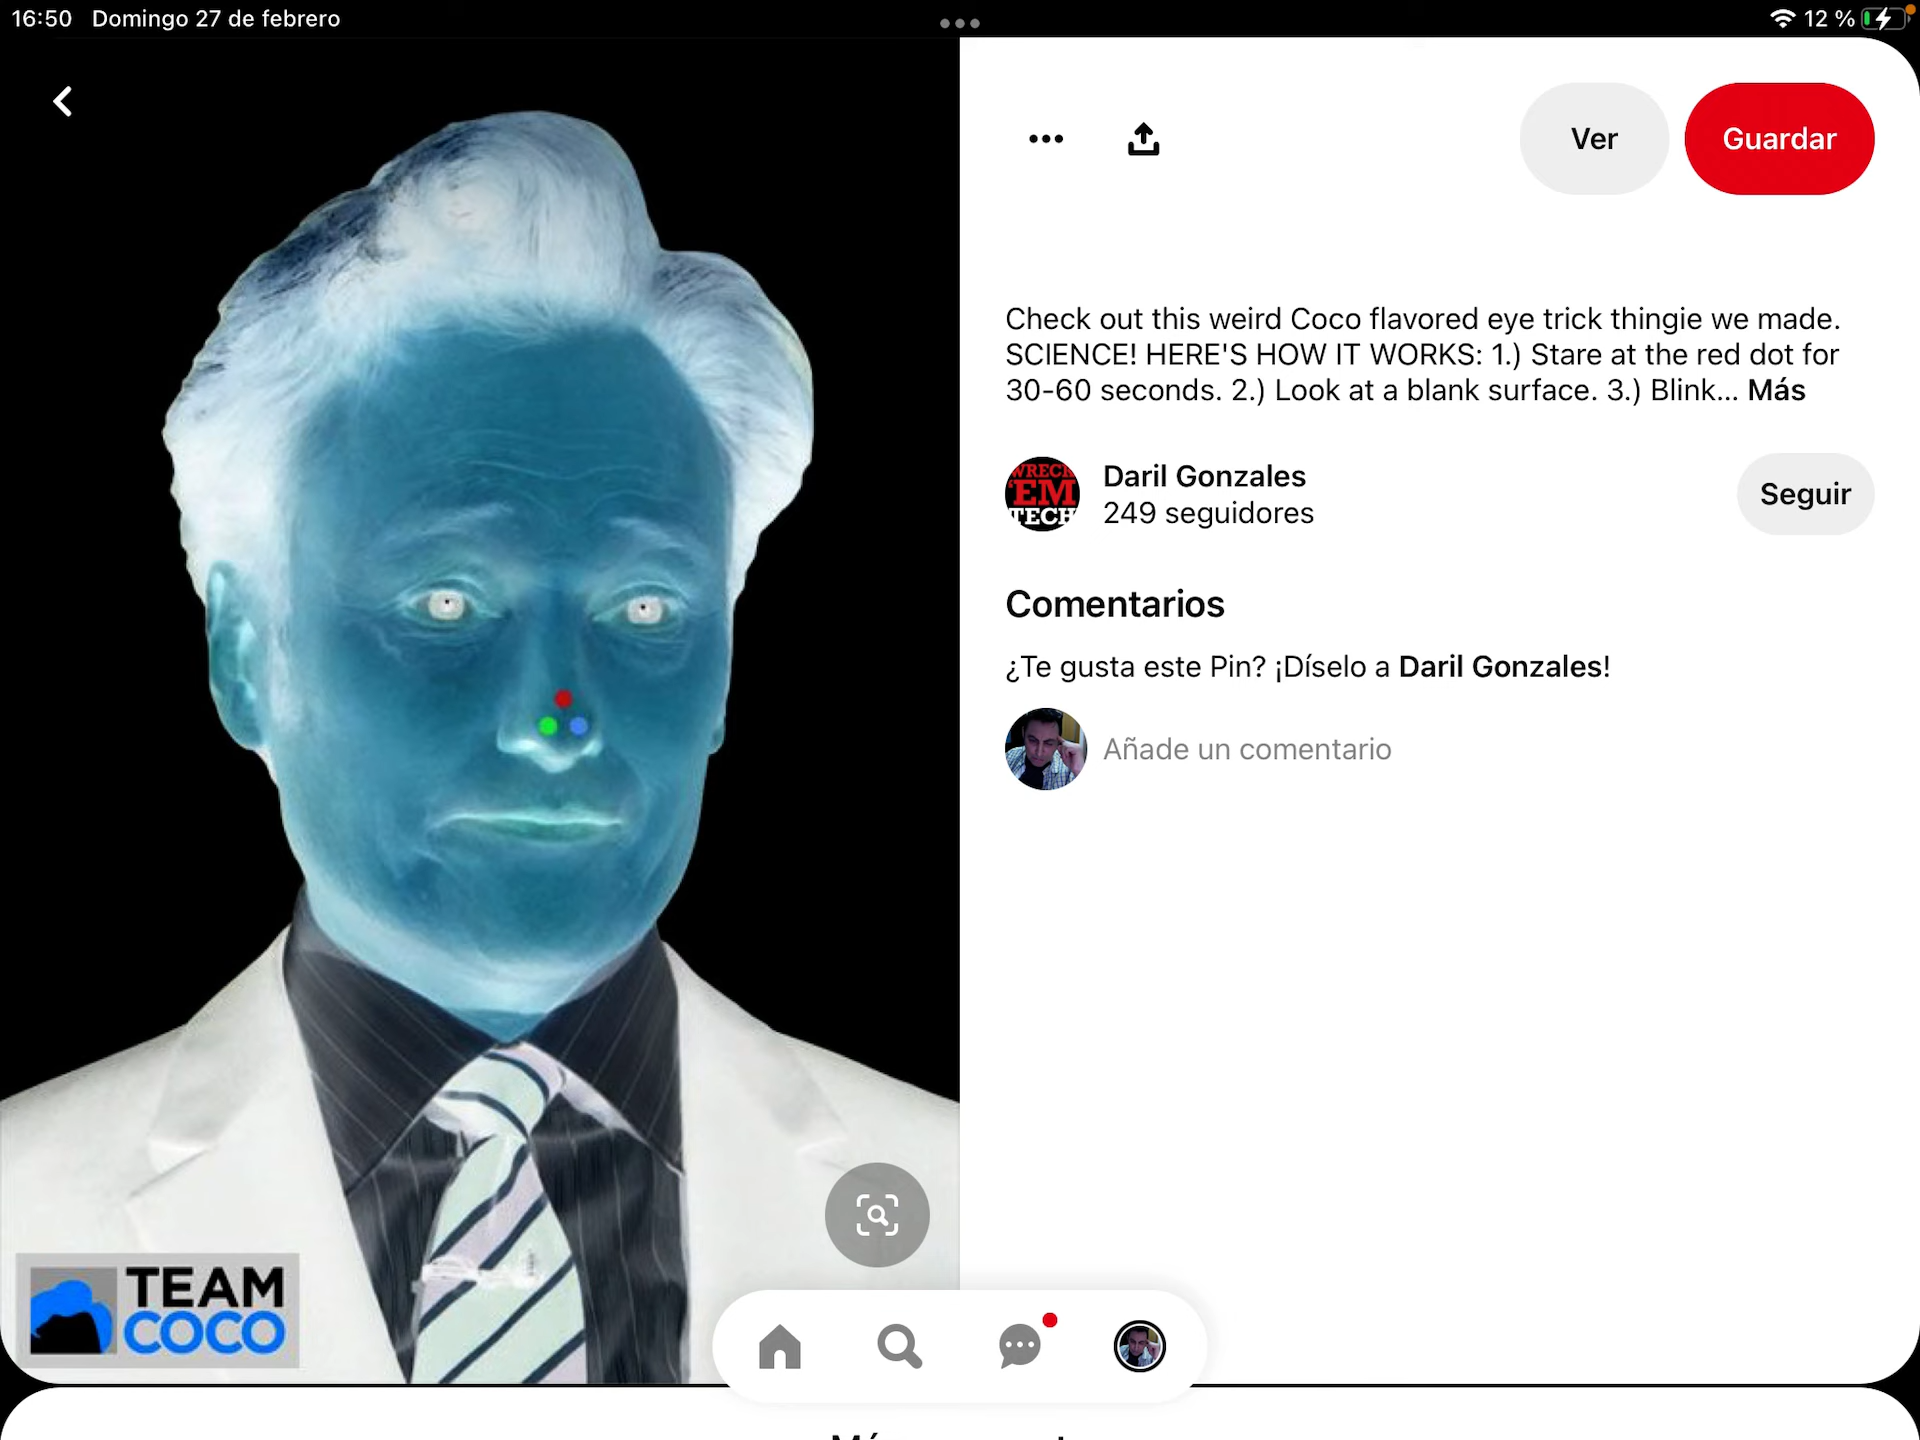 16:50 Domingo 27 de febrero
12 %
Ver
Guardar
Check out this weird Coco flavored eye trick thingie we made.
SCIENCE! HERE'S HOW IT WORKS: 1.) Stare at the red dot for
30-60 seconds. 2.) Look at a blank surface. 3.) Blink... Más
WRECK
'EM
TECH
Daril Gonzales
249 seguidores
Seguir
Comentarios
¿Te gusta este Pin? ¡Díselo a Daril Gonzales!
Añade un comentario
TEAM
COCO